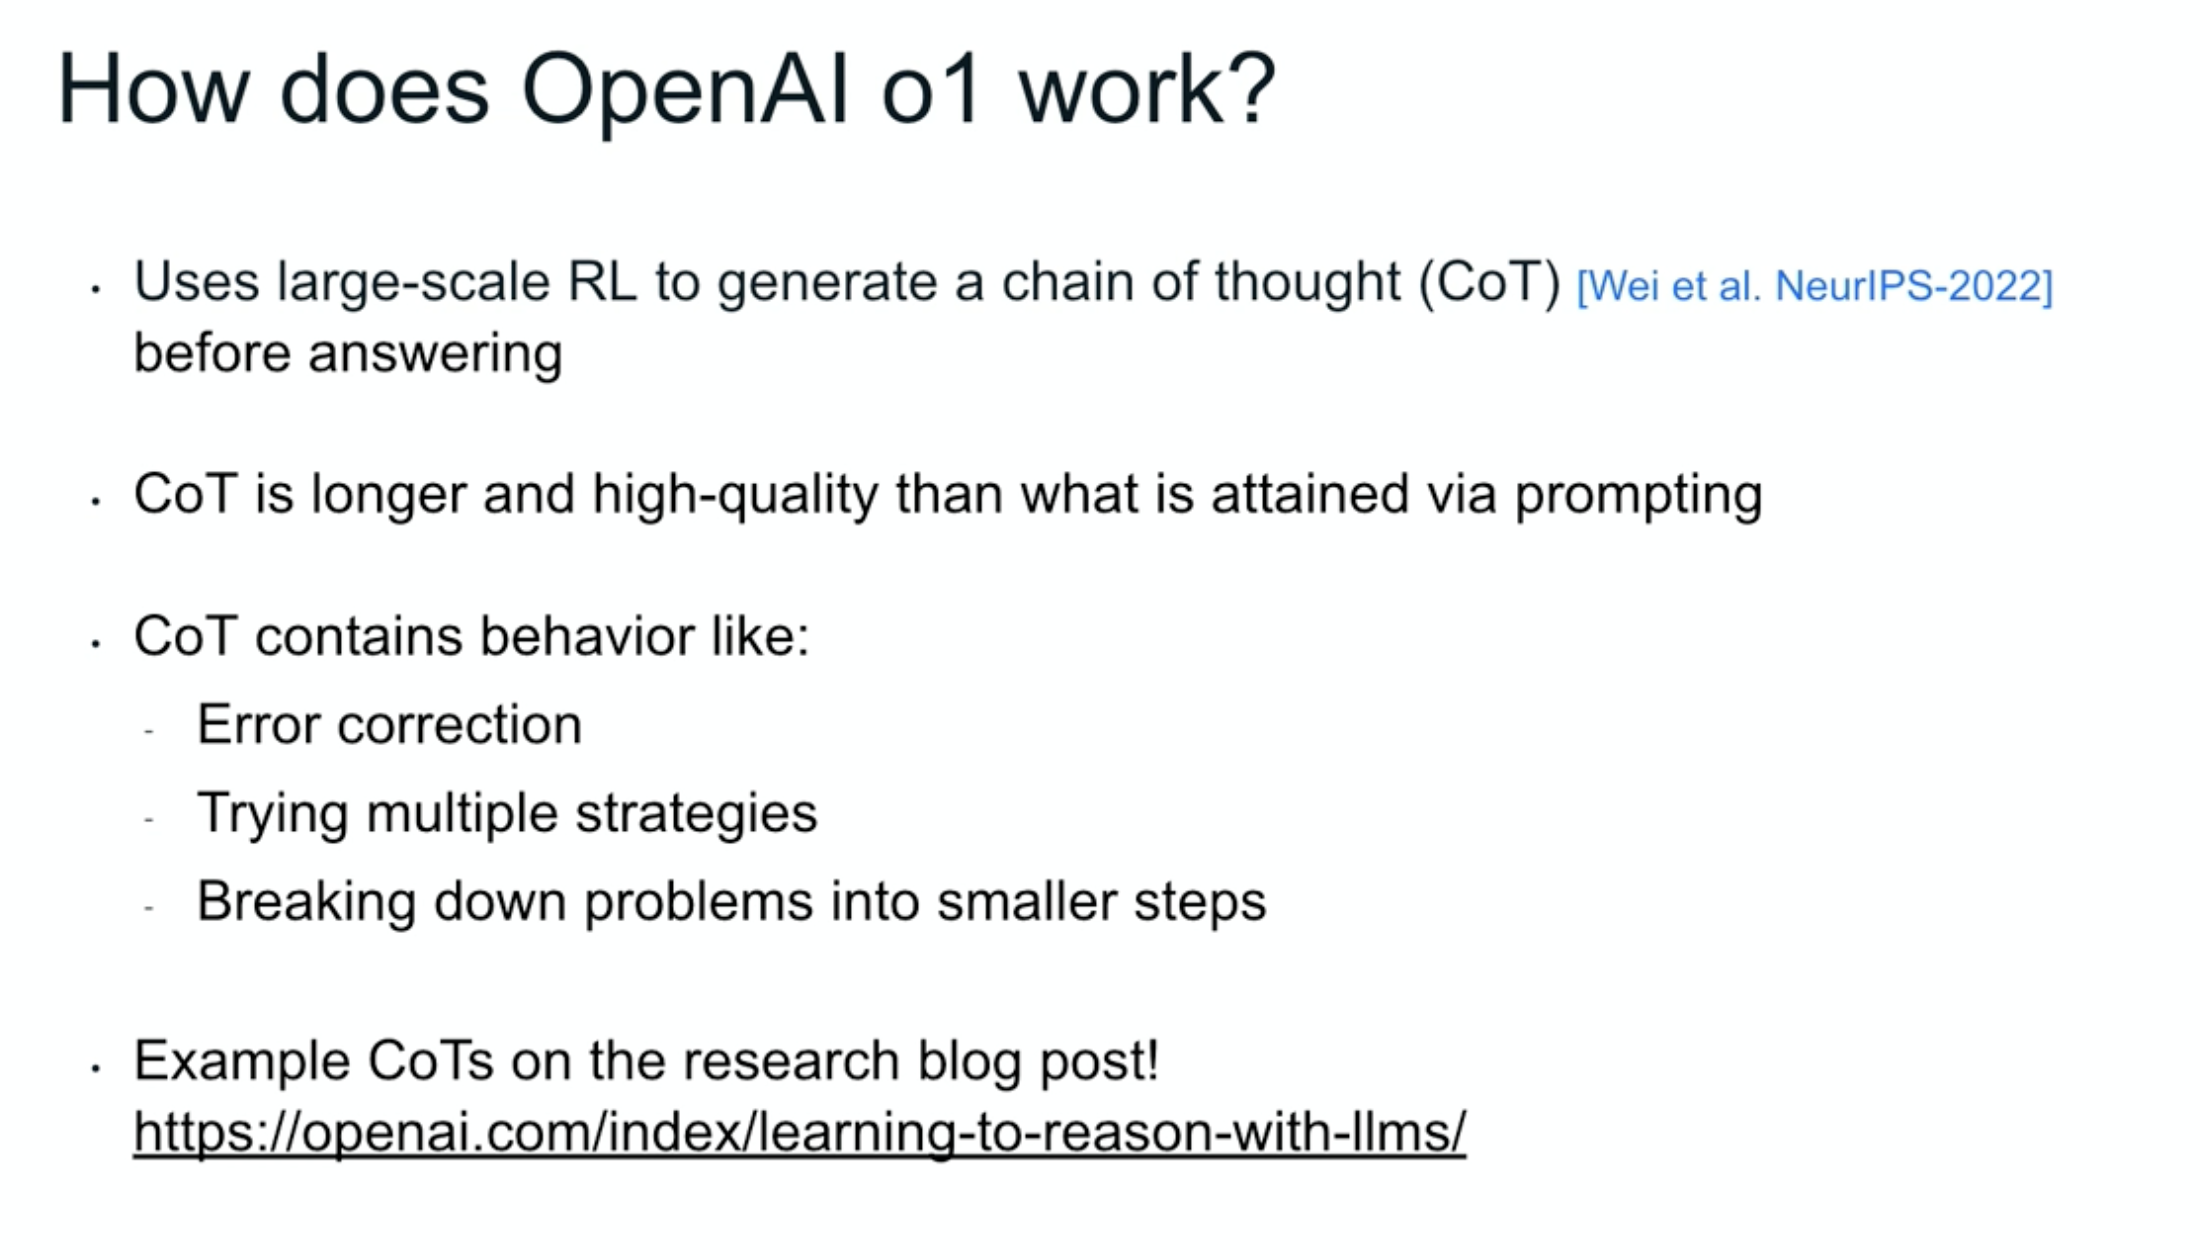 How does OpenAI o1 work?
· Uses large-scale RL to generate a chain of thought (CoT) [Wei et al. NeurIPS-2022]
before answering
· CoT is longer and high-quality than what is attained via prompting
· CoT contains behavior like:
- Error correction
- Trying multiple strategies
- Breaking down problems into smaller steps
· Example CoTs on the research blog post!
https://openai.com/index/learning-to-reason-with-llms/